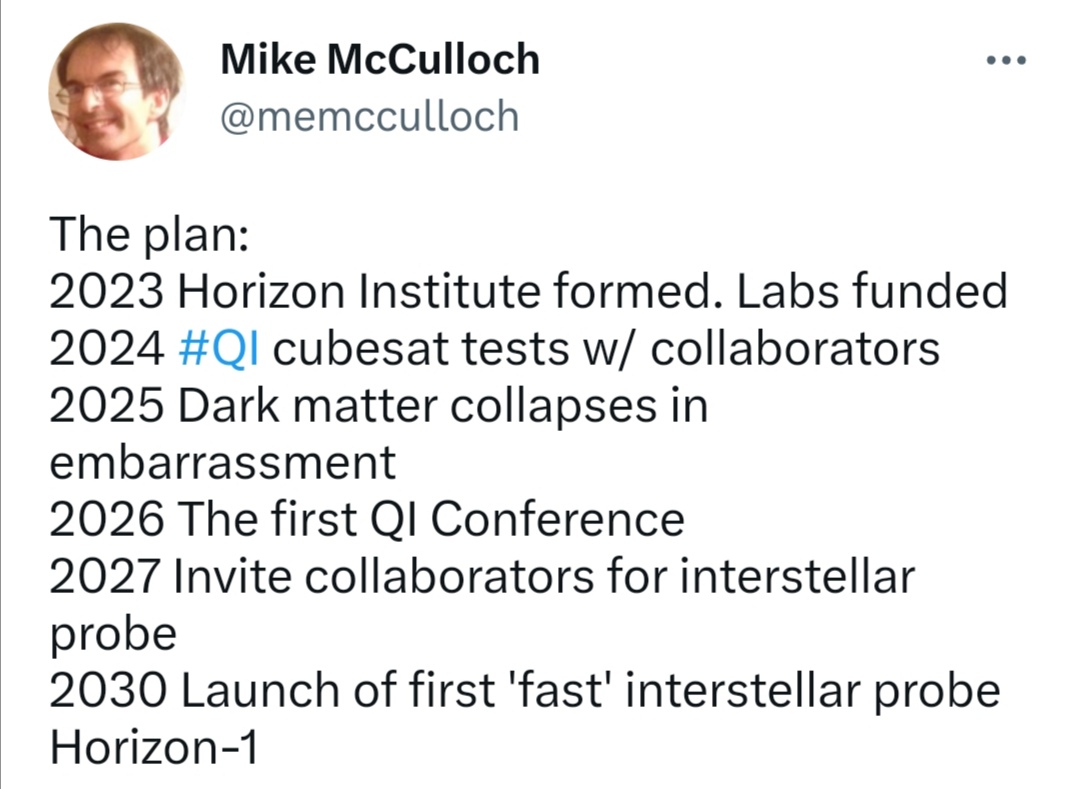 Mike McCulloch
@memcculloch
The plan:
2023 Horizon Institute formed. Labs funded
2024 #QI cubesat tests w/ collaborators
2025 Dark matter collapses in
embarrassment
2026 The first QI Conference
2027 Invite collaborators for interstellar
probe
2030 Launch of first 'fast' interstellar probe
Horizon-1